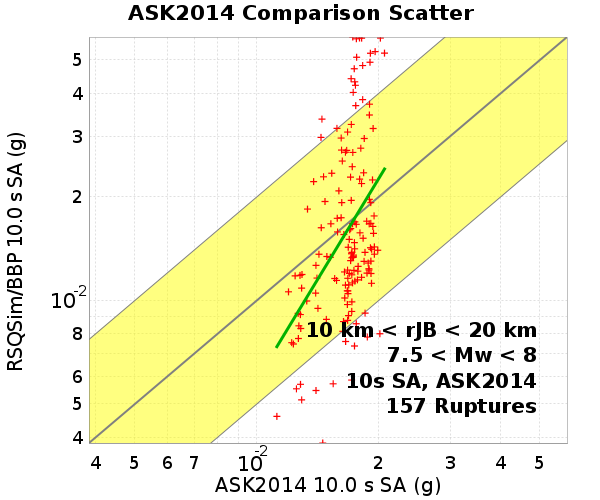 ASK2014 Comparison Scatter
RSQSim/BBP 10.0 s SA (g)
5
4
3
2
10-2
8
6
5
4
10 km < rJB < 20 km
7.5 < Mw < 8
10s SA, ASK2014
157 Ruptures
4 5 6 7 10-2 2 3 4 5
ASK2014 10.0 s SA (g)